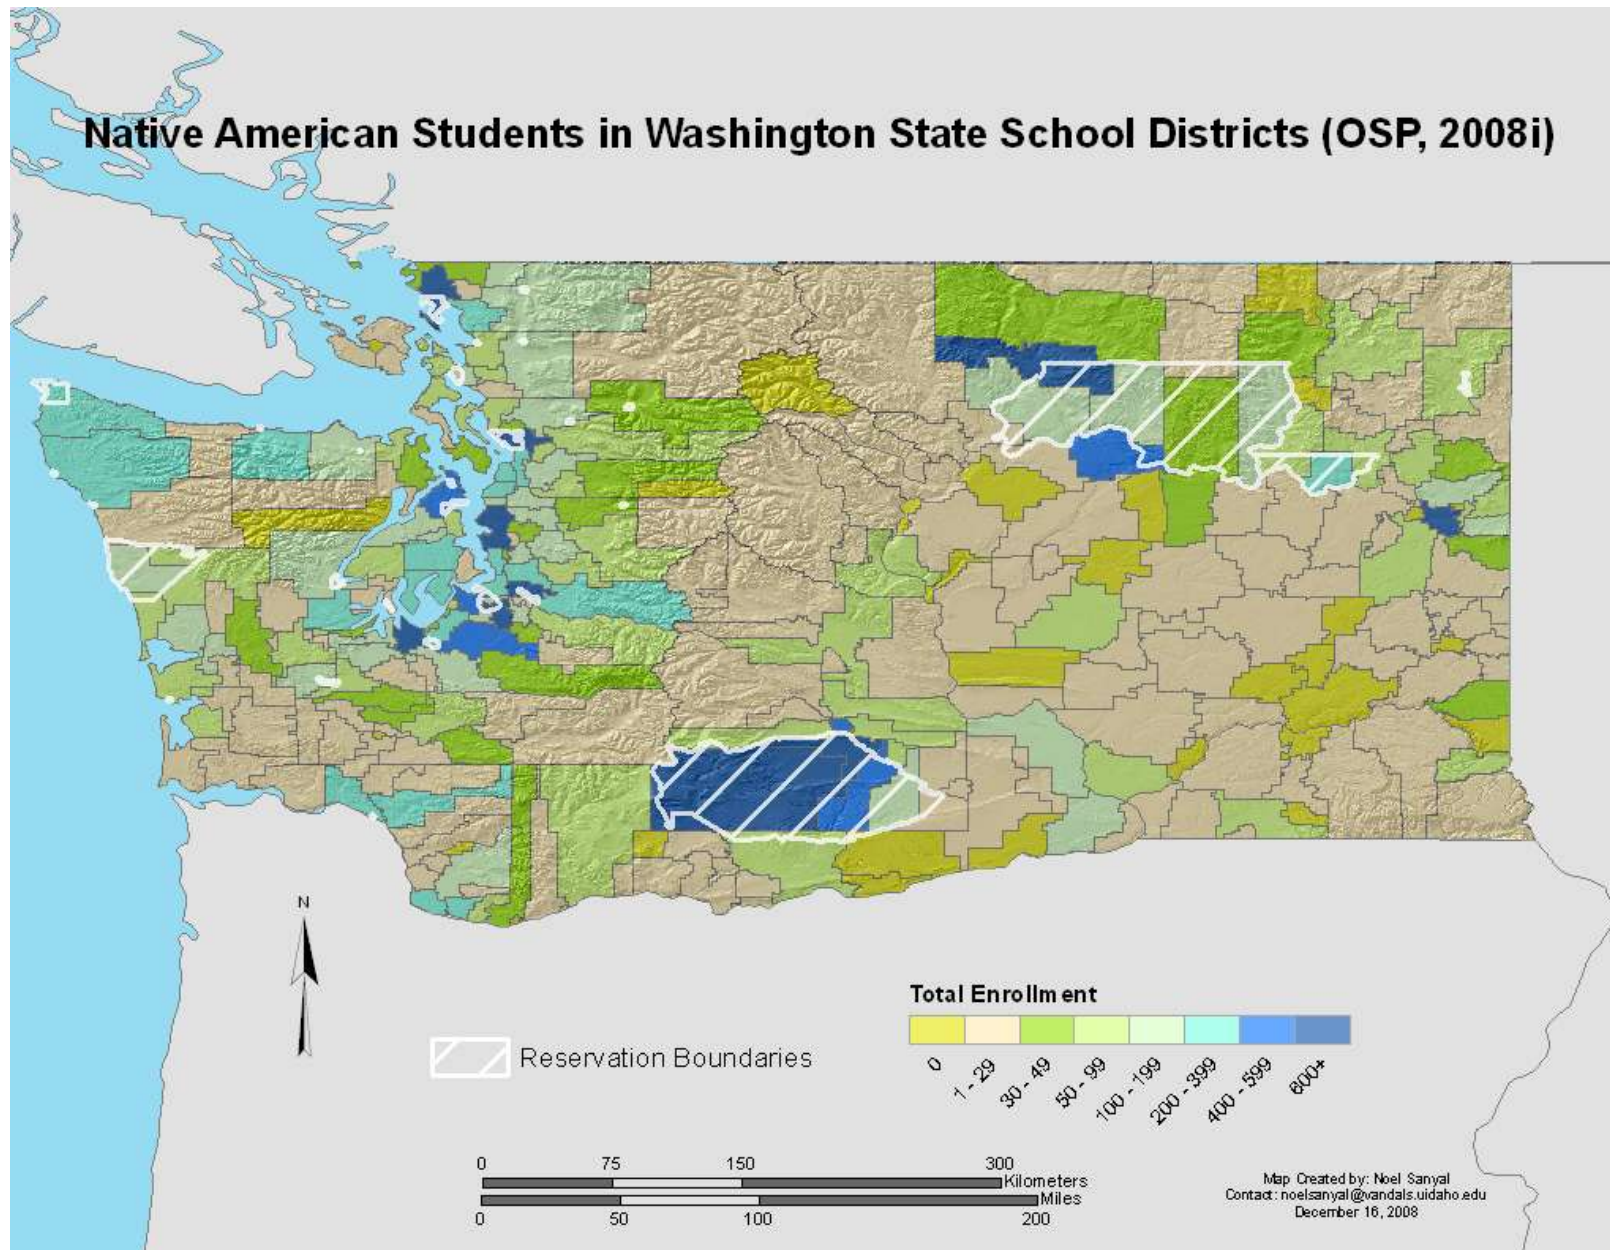 Native American Students in Washington State School Districts (OSP, 2008i)
N
Total Enrollment
0
1 - 29
30 - 49
50 - 99
100 - 199
200 - 399
400 - 599
600+
Reservation Boundaries
0 75 150 300
Kilometers
Miles
0 50 100 200
Map Created by: Noel Sanyal
Contact: noelsanyal@vandals.uidaho.edu
December 16, 2008